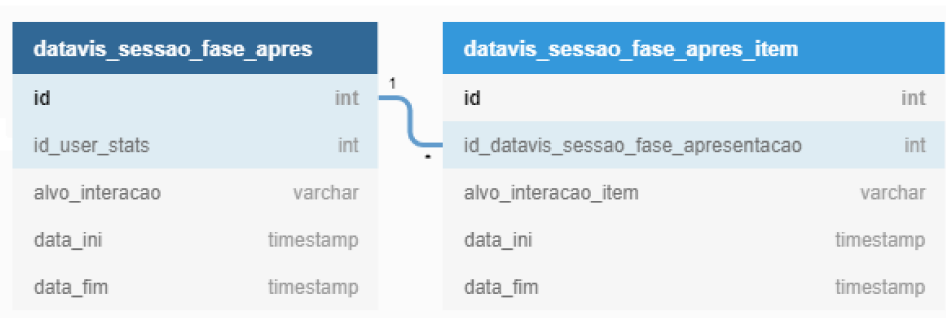 datavis_sessao_fase_apres
id int
id_user_stats int
alvo_interacao varchar
data_ini timestamp
data_fim timestamp
1
*
datavis_sessao_fase_apres_item
id int
id_datavis_sessao_fase_apresentacao int
alvo_interacao_item varchar
data_ini timestamp
data_fim timestamp